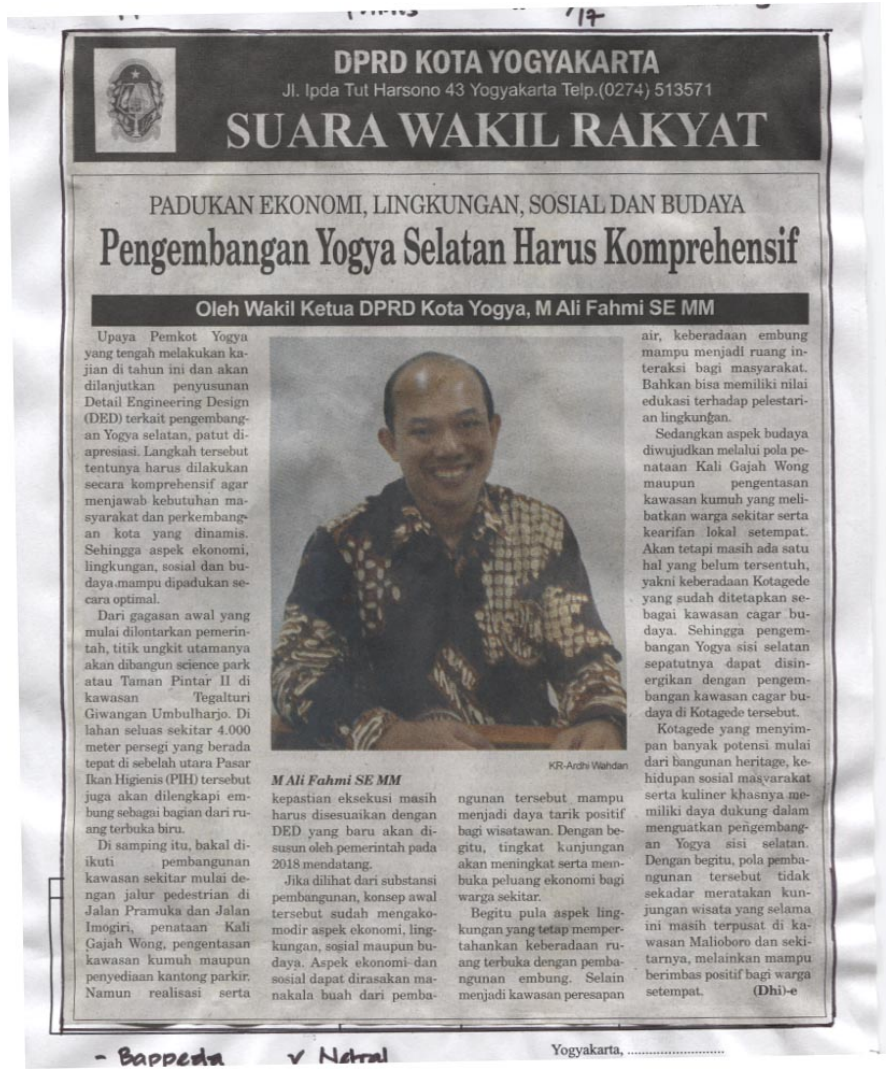 /17
DPRD KOTA YOGYAKARTA
Jl. Ipda Tut Harsono 43 Yogyakarta Telp.(0274) 513571
SUARA WAKIL RAKYAT
PADUKAN EKONOMI, LINGKUNGAN, SOSIAL DAN BUDAYA
Pengembangan Yogya Selatan Harus Komprehensif
Oleh Wakil Ketua DPRD Kota Yogya, M Ali Fahmi SE MM
Upaya Pemkot Yogya
yang tengah melakukan ka-
jian di tahun ini dan akan
dilanjutkan penyusunan
Detail Engineering Design
(DED) terkait pengembang-
an Yogya selatan, patut di-
apresiasi. Langkah tersebut
tentunya harus dilakukan
secara komprehensif agar
menjawab kebutuhan ma-
syarakat dan perkembang-
an kota yang dinamis.
Sehingga aspek ekonomi,
lingkungan, sosial dan bu-
daya mampu dipadukan se-
cara optimal.
Dari gagasan awal yang
mulai dilontarkan pemerin-
tah, titik ungkit utamanya
akan dibangun science park
atau Taman Pintar II di
kawasan Tegalturi
Giwangan Umbulharjo. Di
lahan seluas sekitar 4.000
meter persegi yang berada
tepat di sebelah utara Pasar
Ikan Higienis (PIH) tersebut
juga akan dilengkapi em-
bung sebagai bagian dari ru-
ang terbuka biru.
Di samping itu, bakal di-
ikuti pembangunan
kawasan sekitar mulai de-
ngan jalur pedestrian di
Jalan Pramuka dan Jalan
Imogiri, penataan Kali
Gajah Wong, pengentasan
kawasan kumuh maupun
penyediaan kantong parkir.
Namun realisasi serta
KR-Ardhi Wahdan
M Ali Fahmi SE MM
kepastian eksekusi masih
harus disesuaikan dengan
DED yang baru akan di-
susun oleh pemerintah pada
2018 mendatang.
Jika dilihat dari substansi
pembangunan, konsep awal
tersebut sudah mengako-
modir aspek ekonomi, ling-
kungan, sosial maupun bu-
daya. Aspek ekonomi dan
sosial dapat dirasakan ma-
nakala buah dari pemba-
ngunan tersebut mampu
menjadi daya tarik positif
bagi wisatawan. Dengan be-
gitu, tingkat kunjungan
akan meningkat serta mem-
buka peluang ekonomi bagi
warga sekitar.
Begitu pula aspek ling-
kungan yang tetap memper-
tahankan keberadaan ru-
ang terbuka dengan pemba-
ngunan embung. Selain
menjadi kawasan peresapan
air, keberadaan embung
mampu menjadi ruang in-
teraksi bagi masyarakat.
Bahkan bisa memiliki nilai
edukasi terhadap pelestari-
an lingkungan.
Sedangkan aspek budaya
diwujudkan melalui pola pe-
nataan Kali Gajah Wong
maupun pengentasan
kawasan kumuh yang meli-
batkan warga sekitar serta
kearifan lokal setempat.
Akan tetapi masih ada satu
hal yang belum tersentuh,
yakni keberadaan Kotagede
yang sudah ditetapkan se-
bagai kawasan cagar bu-
daya. Sehingga pengem-
bangan Yogya sisi selatan
sepatutnya dapat disin-
ergikan dengan pengem-
bangan kawasan cagar bu-
daya di Kotagede tersebut.
Kotagede yang menyim-
pan banyak potensi mulai
dari bangunan heritage, ke-
hidupan sosial masyarakat
serta kuliner khasnya me-
miliki daya dukung dalam
menguatkan pengembang-
an Yogya sisi selatan.
Dengan begitu, pola pemba-
ngunan tersebut tidak
sekadar meratakan kun-
jungan wisata yang selama
ini masih terpusat di ka-
wasan Malioboro dan seki-
tarnya, melainkan mampu
berimbas positif bagi warga
setempat. (Dhi)-e
- Bappeda v Netral
Yogyakarta, ..........................